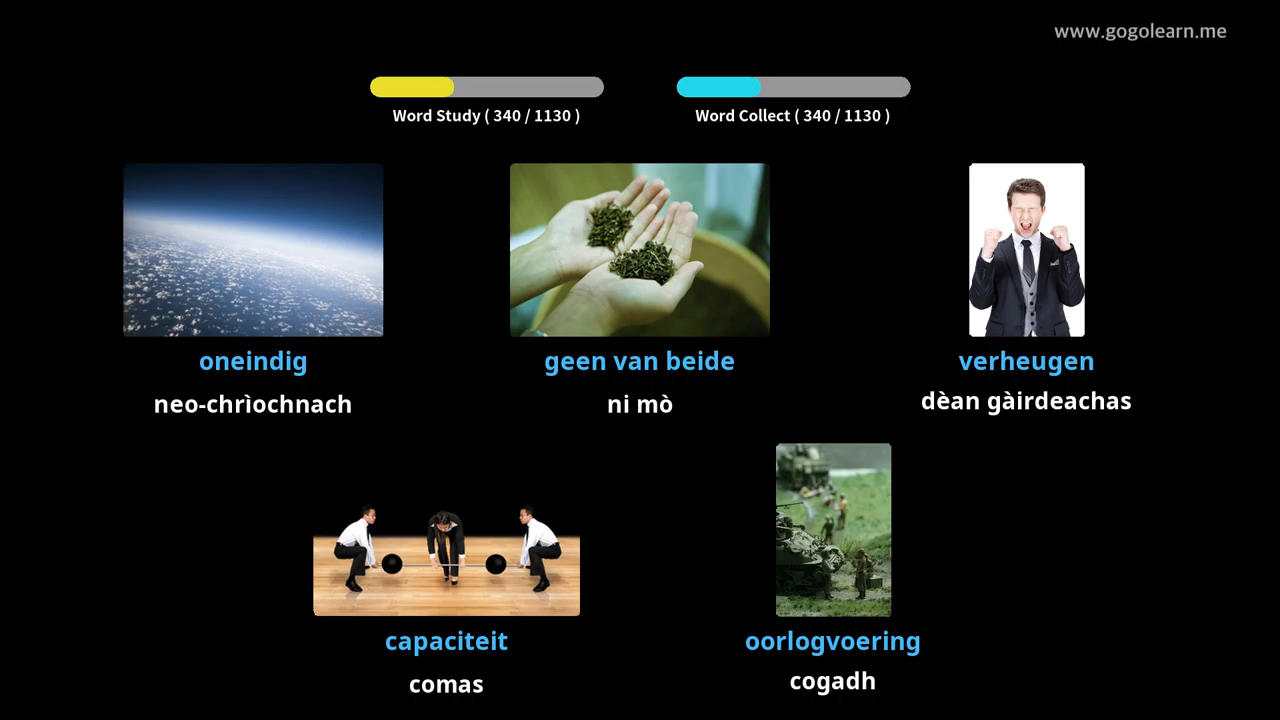 www.gogolearn.me
Word Study ( 340 / 1130 )
Word Collect ( 340 / 1130 )
oneindig
neo-chrìochnach
geen van beide
ni mò
verheugen
dèan gàirdeachas
capaciteit
comas
oorlogvoering
cogadh